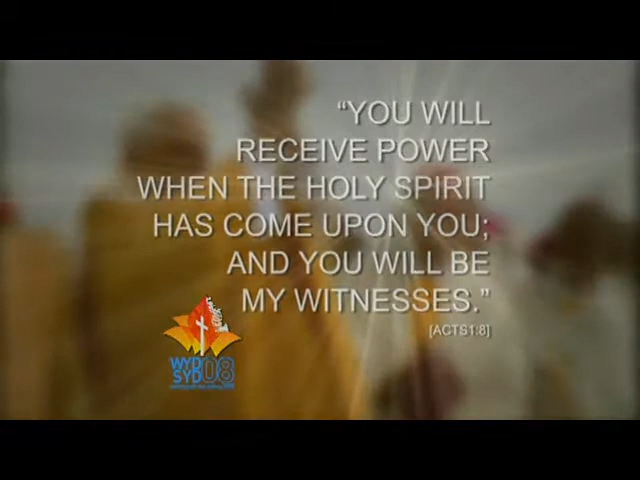 “YOU WILL
RECEIVE POWER
WHEN THE HOLY SPIRIT
HAS COME UPON YOU;
AND YOU WILL BE
MY WITNESSES.”
[ACTS1:8]
WYD
SYD08